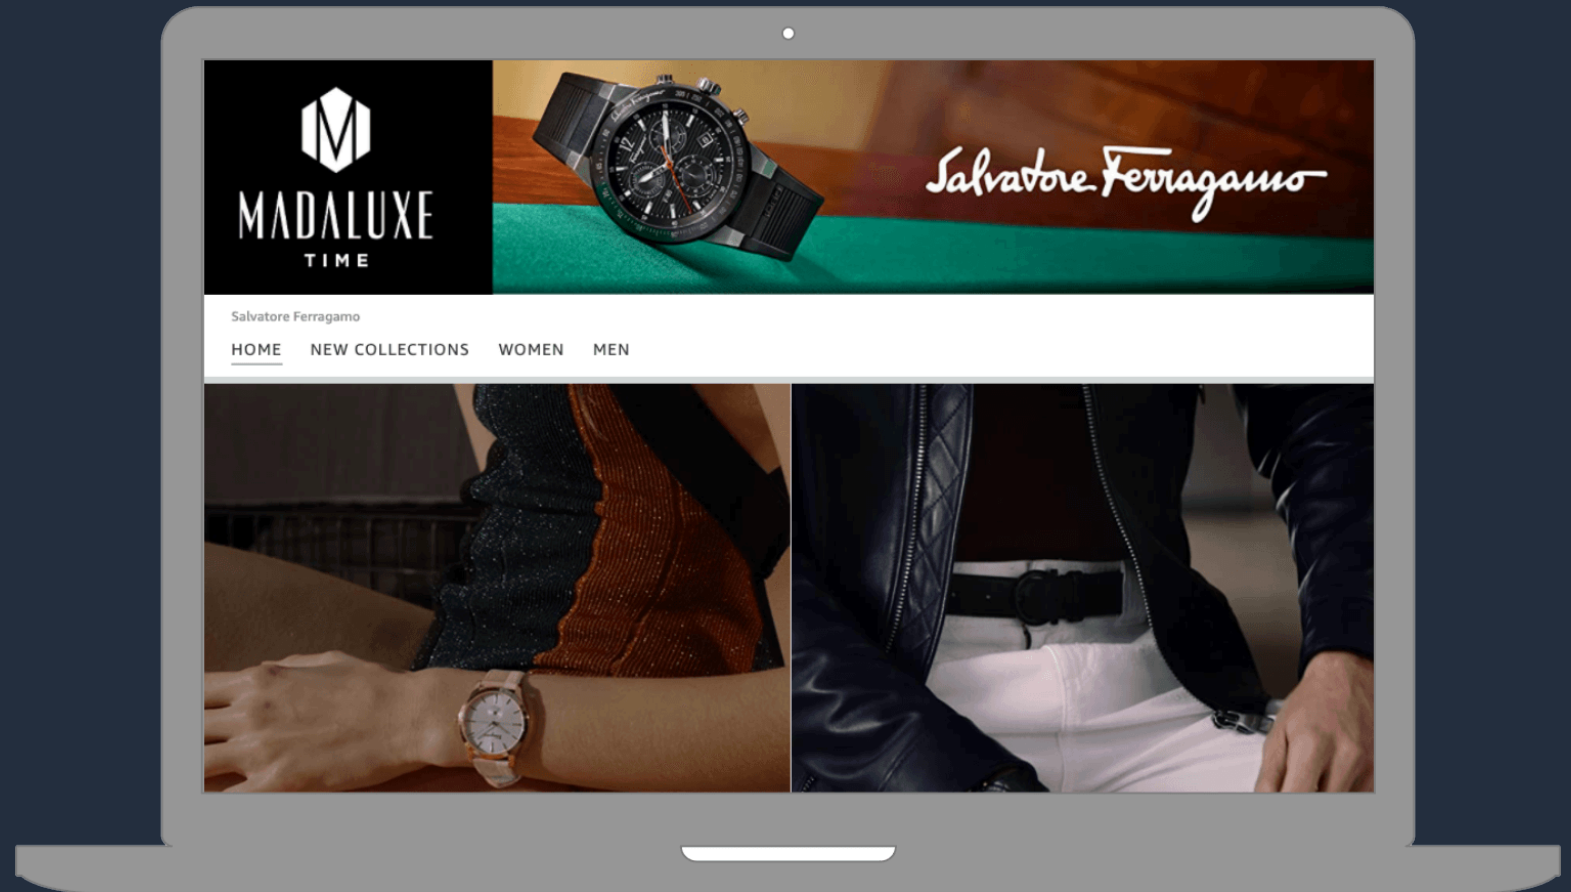 MADALUXE
TIME
Salvatore Ferragamo
Salvatore Ferragamo
HOME NEW COLLECTIONS WOMEN MEN